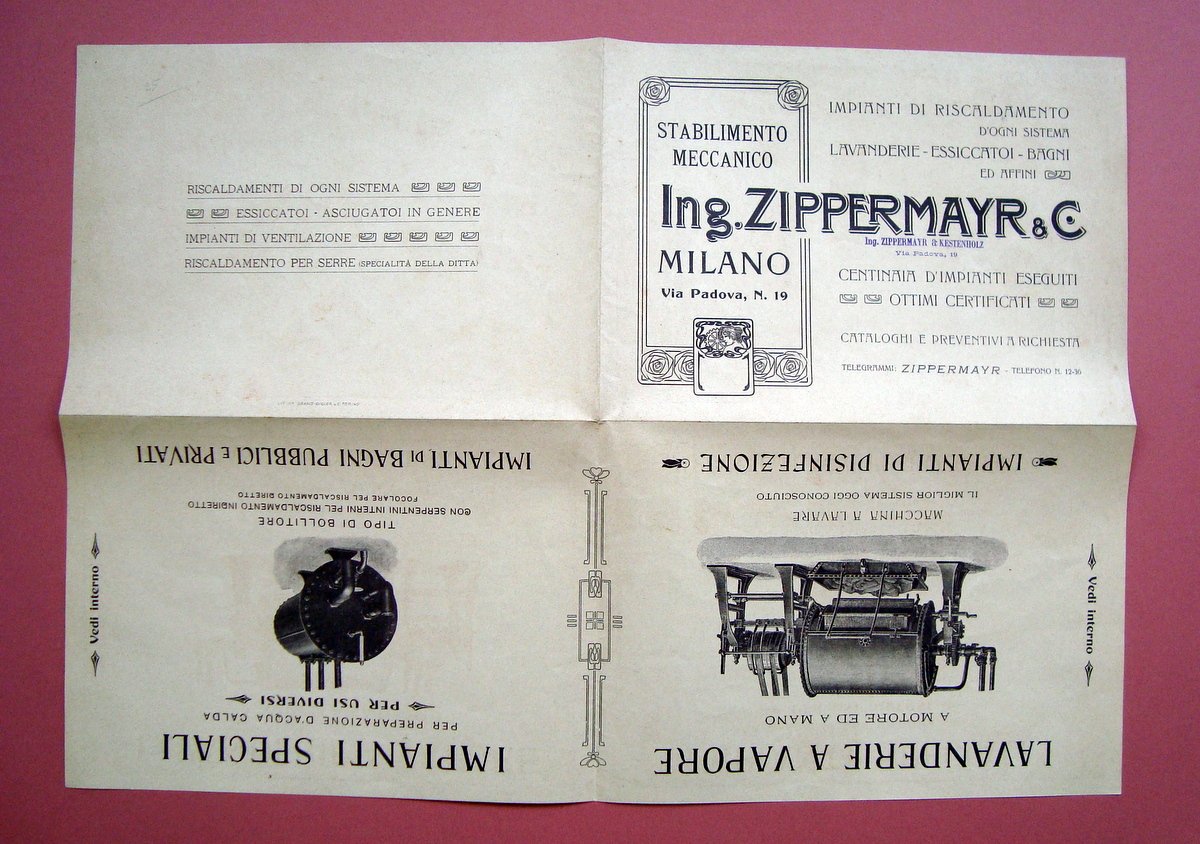 RISCALDAMENTI DI OGNI SISTEMA
ESSICCATOI · ASCIUGATOI IN GENERE
IMPIANTI DI VENTILAZIONE
RISCALDAMENTO PER SERRE (SPECIALITÀ DELLA DITTA)
STABILIMENTO
MECCANICO
Ing. ZIPPERMAYR & C.
MILANO
Via Padova, N. 19
IMPIANTI DI RISCALDAMENTO
D'OGNI SISTEMA
LAVANDERIE - ESSICCATOI - BAGNI
ED AFFINI
Ing. ZIPPERMAYR & KESTENHOLZ
Via Padova, 19
CENTINAIA D'IMPIANTI ESEGUITI
OTTIMI CERTIFICATI
CATALOGHI E PREVENTIVI A RICHIESTA
TELEGRAMMI: ZIPPERMAYR - TELEFONO N. 12-36
LAVANDERIE A VAPORE
A MOTORE ED A MANO
Vedi interno
MACCHINA A LAVARE
IL MIGLIOR SISTEMA OGGI CONOSCIUTO
IMPIANTI DI DISINFEZIONE
IMPIANTI SPECIALI
PER PREPARAZIONE D'ACQUA CALDA
PER USI DIVERSI
Vedi interno
TIPO DI BOLLITORE
CON SERPENTINI INTERNI PEL RISCALDAMENTO INDIRETTO
FOCOLARE PEL RISCALDAMENTO DIRETTO
IMPIANTI DI BAGNI PUBBLICI E PRIVATI